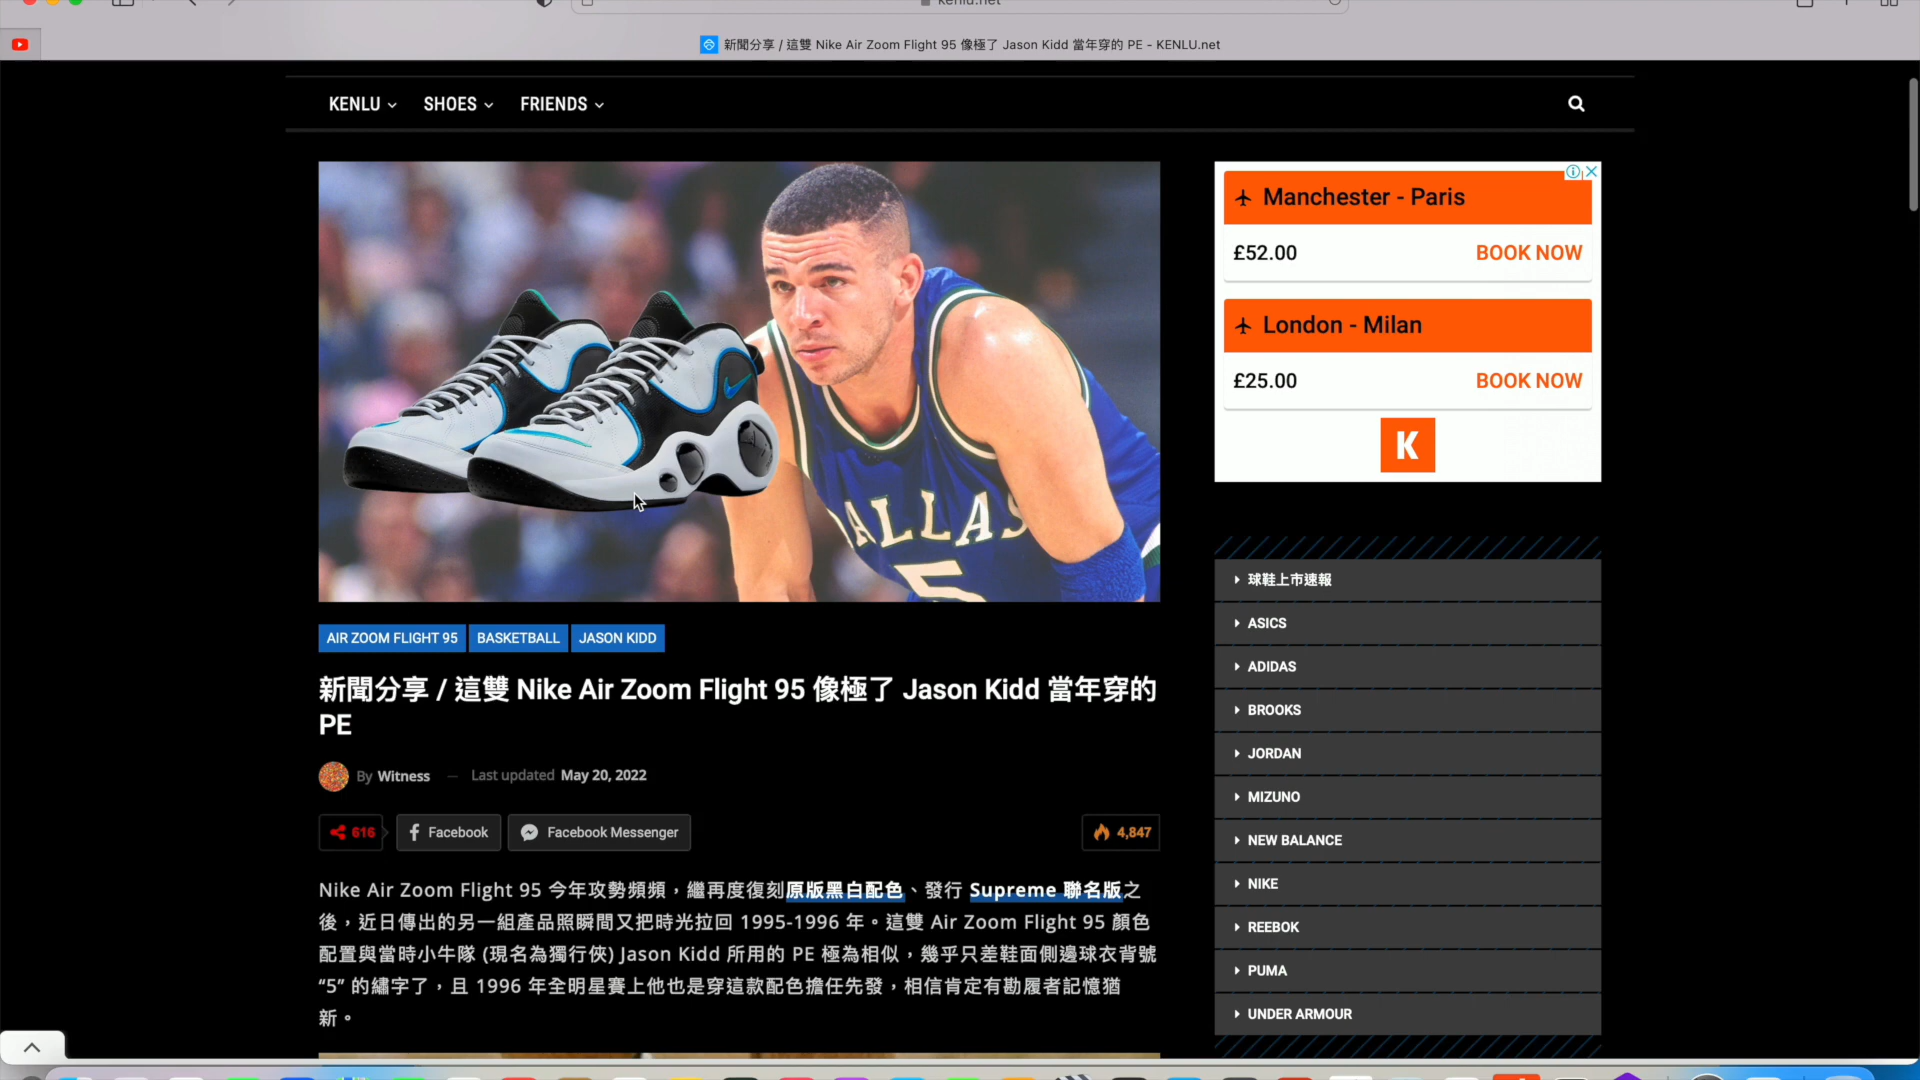 kenlu.net
新聞分享 / 這雙 Nike Air Zoom Flight 95 像極了 Jason Kidd 當年穿的 PE - KENLU.net
KENLU
SHOES
FRIENDS
DALLAS
5
Manchester - Paris
£52.00
BOOK NOW
London - Milan
£25.00
BOOK NOW
K
AIR ZOOM FLIGHT 95
BASKETBALL
JASON KIDD
新聞分享 / 這雙 Nike Air Zoom Flight 95 像極了 Jason Kidd 當年穿的
PE
By Witness — Last updated May 20, 2022
616
Facebook
Facebook Messenger
4,847
Nike Air Zoom Flight 95 今年攻勢頻頻，繼再度復刻原版黑白配色、發行 Supreme 聯名版之
後，近日傳出的另一組產品照瞬間又把時光拉回 1995-1996 年。這雙 Air Zoom Flight 95 顏色
配置與當時小牛隊 (現名為獨行俠) Jason Kidd 所用的 PE 極為相似，幾乎只差鞋面側邊球衣背號
“5” 的繡字了，且 1996 年全明星賽上他也是穿這款配色擔任先發，相信肯定有勘履者記憶猶
新。
球鞋上市速報
ASICS
ADIDAS
BROOKS
JORDAN
MIZUNO
NEW BALANCE
NIKE
REEBOK
PUMA
UNDER ARMOUR